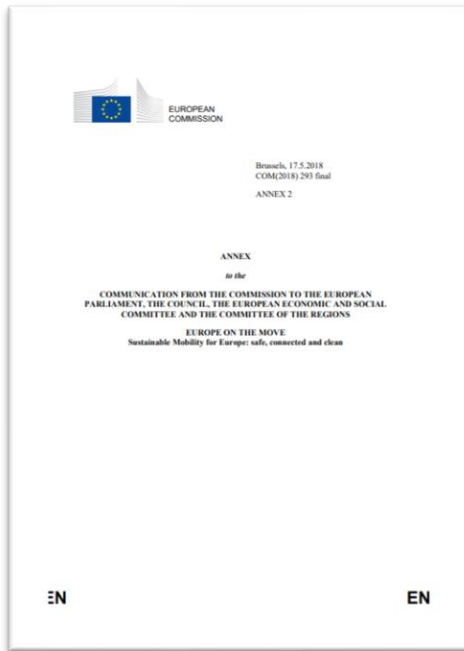 EUROPEAN
COMMISSION
Brussels, 17.5.2018
COM(2018) 293 final
ANNEX 2
ANNEX
to the
COMMUNICATION FROM THE COMMISSION TO THE EUROPEAN
PARLIAMENT, THE COUNCIL, THE EUROPEAN ECONOMIC AND SOCIAL
COMMITTEE AND THE COMMITTEE OF THE REGIONS
EUROPE ON THE MOVE
Sustainable Mobility for Europe: safe, connected and clean
EN EN